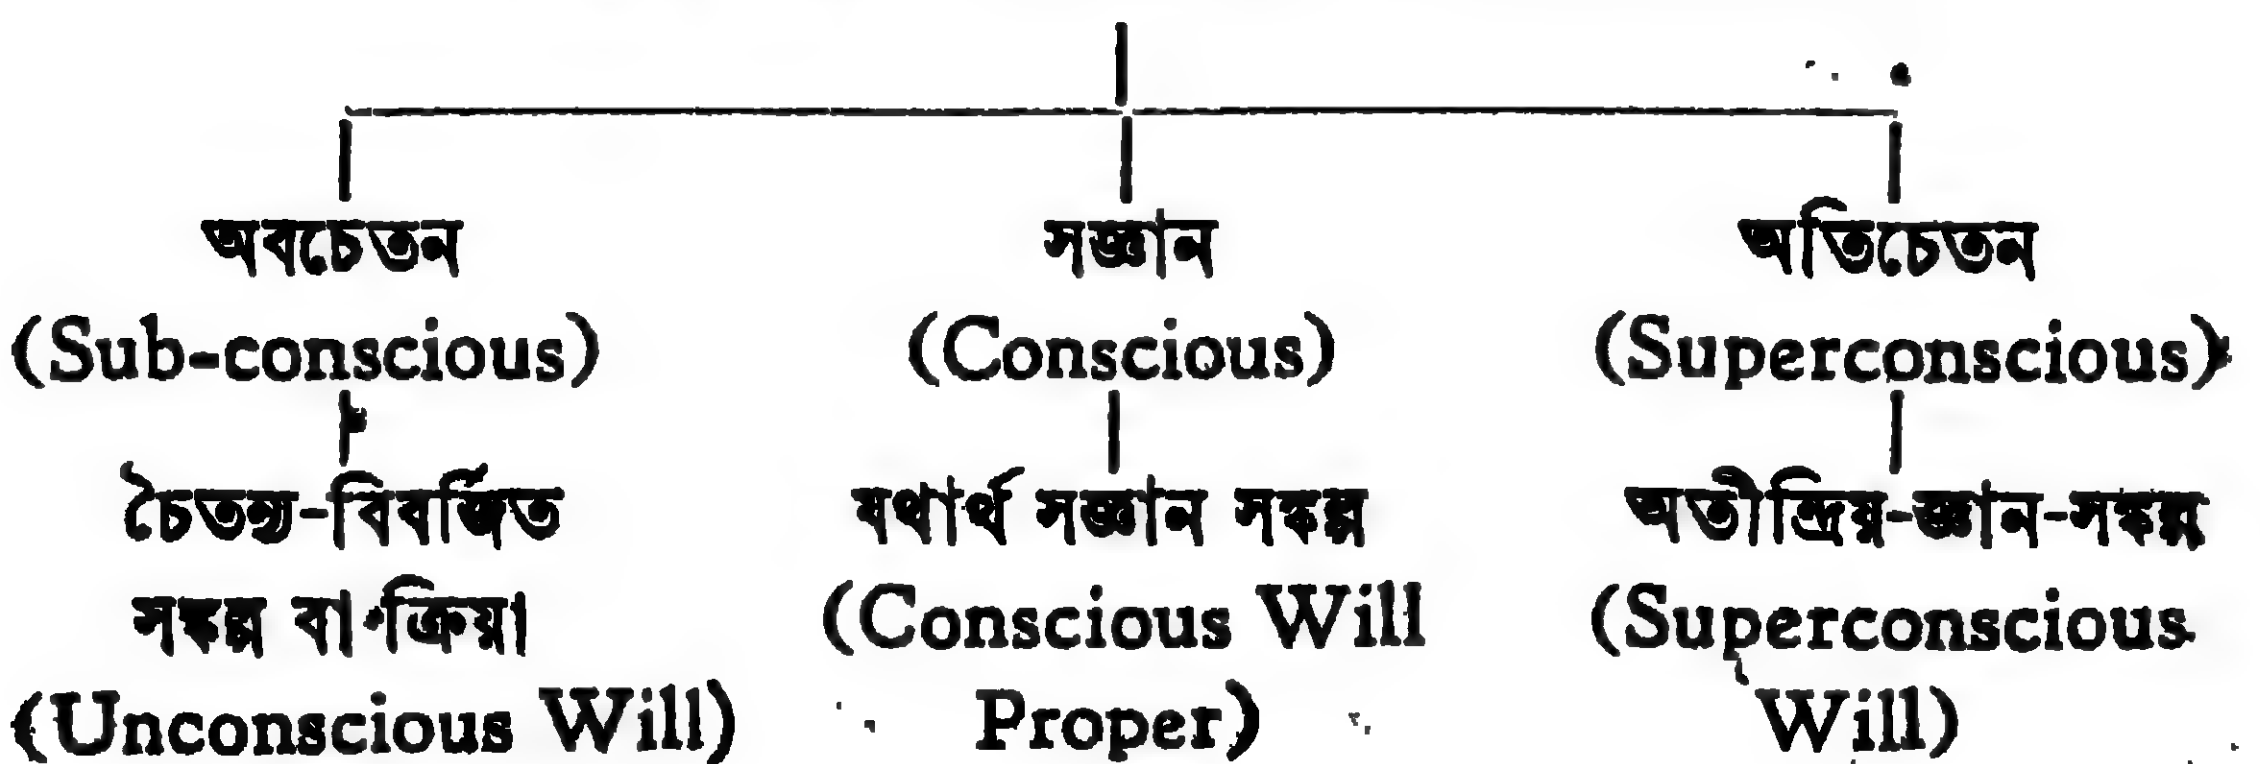 অবচেতন
(Sub-conscious)
চৈতন্য-বিবর্জিত
সঙ্কল্প বা ক্রিয়া
(Unconscious Will)
সজ্ঞান
(Conscious)
যথার্থ সজ্ঞান সঙ্কল্প
(Conscious Will
Proper)
অতিচেতন
(Superconscious)
অতীন্দ্রিয়-জ্ঞান-সঙ্কল্প
(Superconscious
Will)